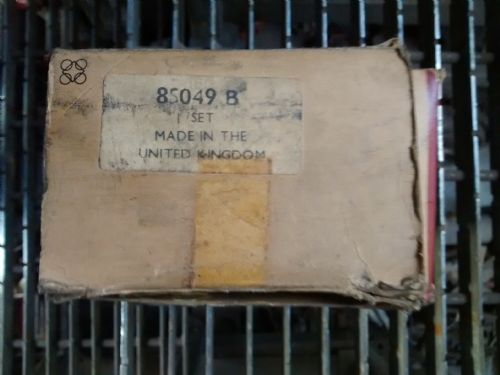 85049 B
1 SET
MADE IN THE
UNITED KINGDOM